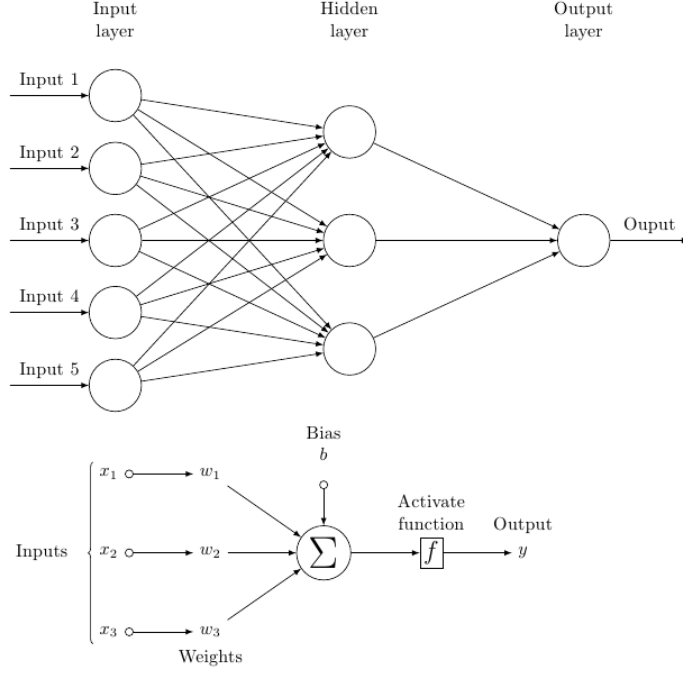 Input
layer
Hidden
layer
Output
layer
Input 1
Input 2
Input 3
Input 4
Input 5
Ouput
Bias
b
x₁
w₁
Activate
function
Output
Inputs
x₂
w₂
∑
f
y
x₃
w₃
Weights